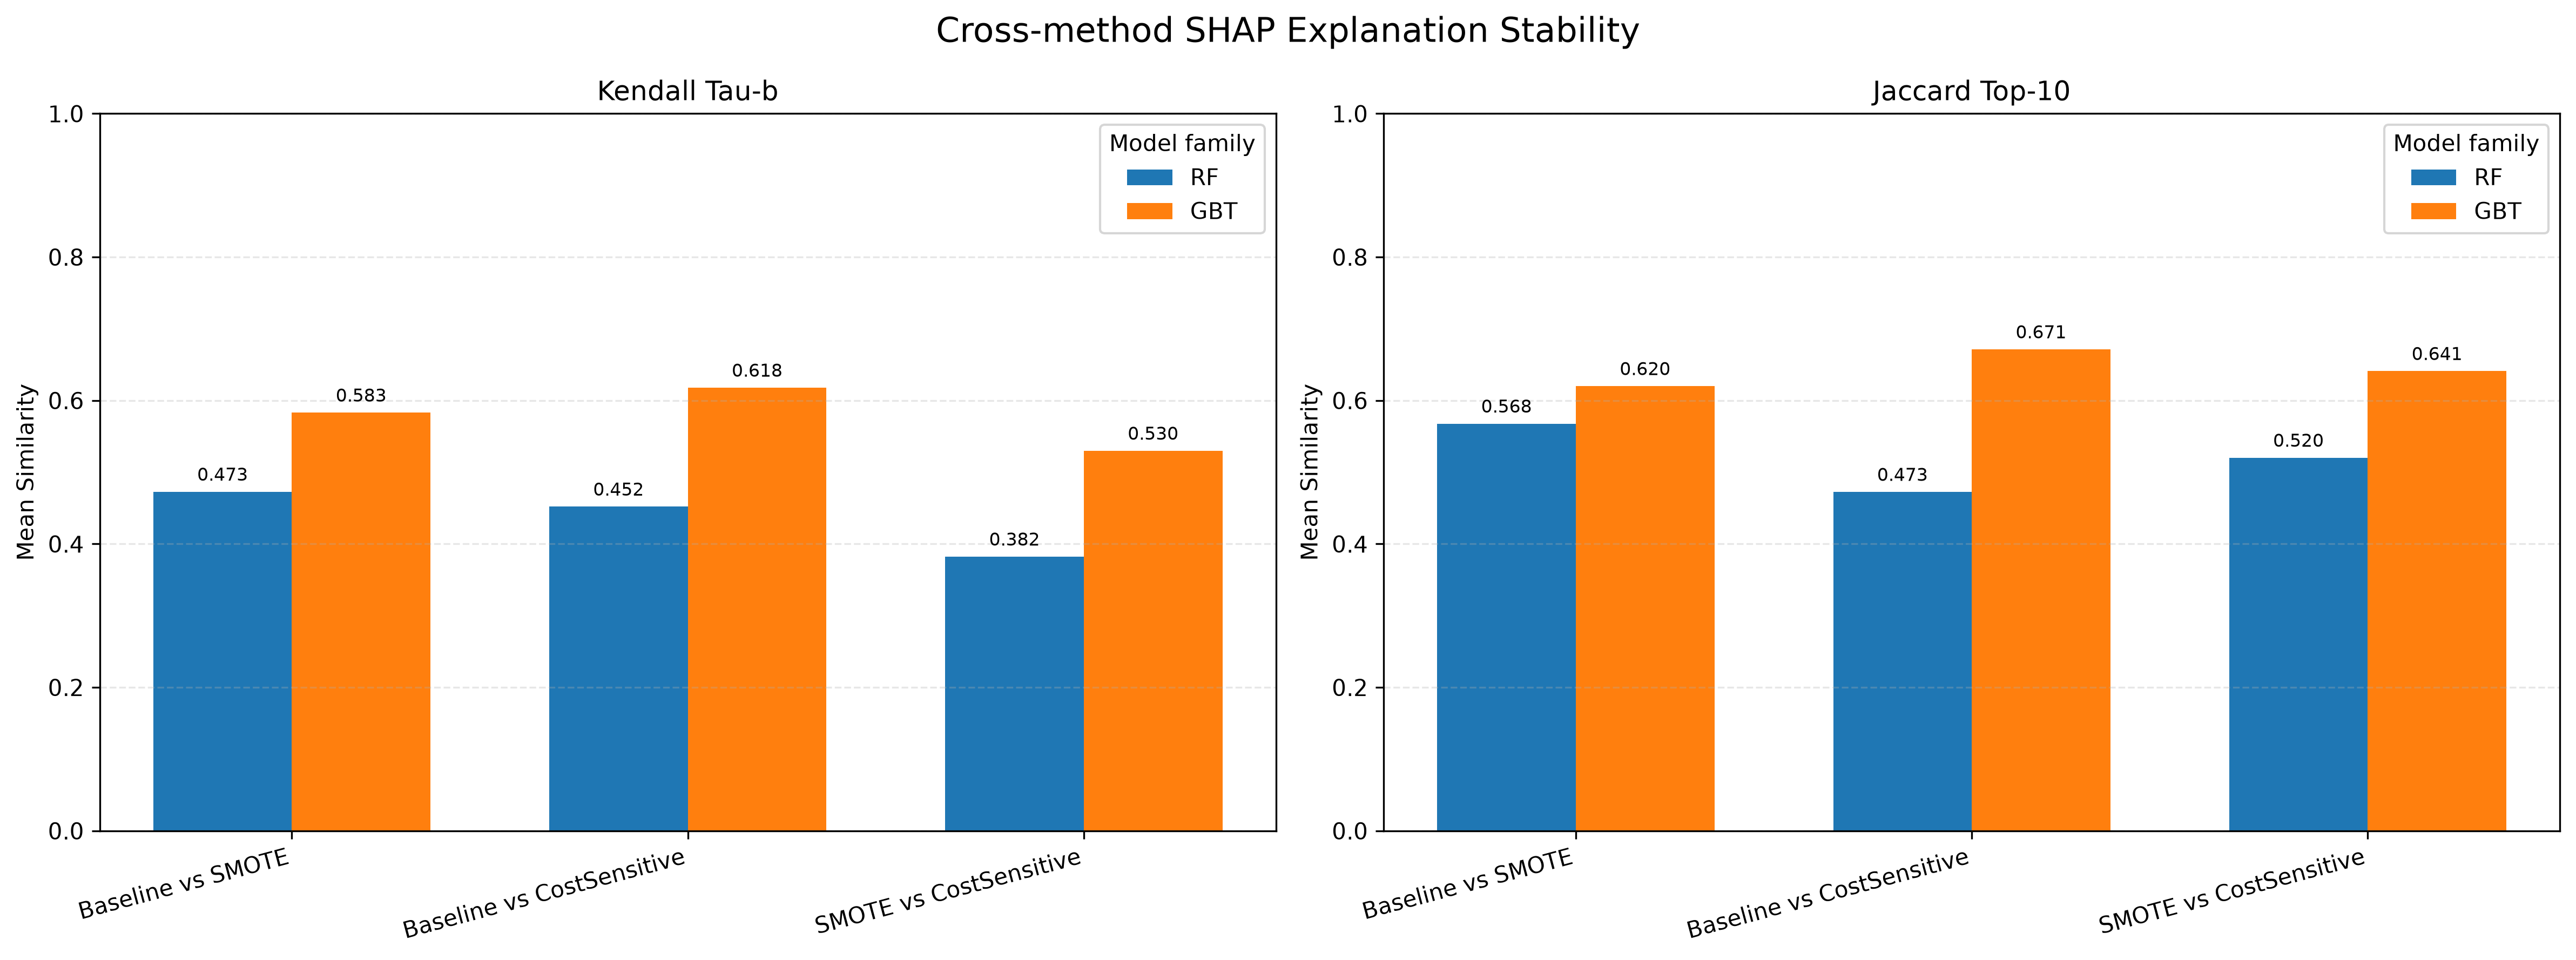 Cross-method SHAP Explanation Stability
Kendall Tau-b
Mean Similarity
1.0
0.8
0.6
0.4
0.2
0.0
Model family
RF
GBT
0.473
0.583
0.452
0.618
0.382
0.530
Baseline vs SMOTE
Baseline vs CostSensitive
SMOTE vs CostSensitive
Jaccard Top-10
Mean Similarity
1.0
0.8
0.6
0.4
0.2
0.0
Model family
RF
GBT
0.568
0.620
0.473
0.671
0.520
0.641
Baseline vs SMOTE
Baseline vs CostSensitive
SMOTE vs CostSensitive